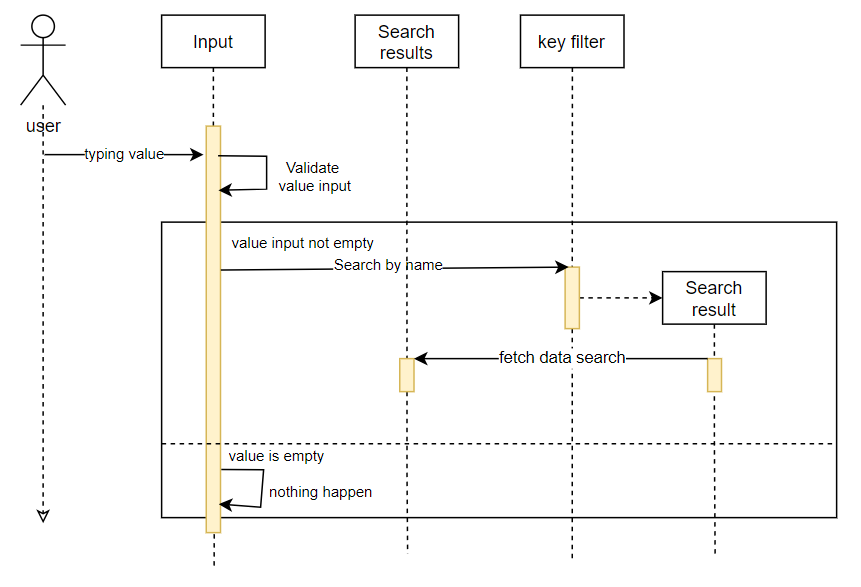 Input
Search
results
key filter
user
typing value
Validate
value input
value input not empty
Search by name
Search
result
fetch data search
value is empty
nothing happen